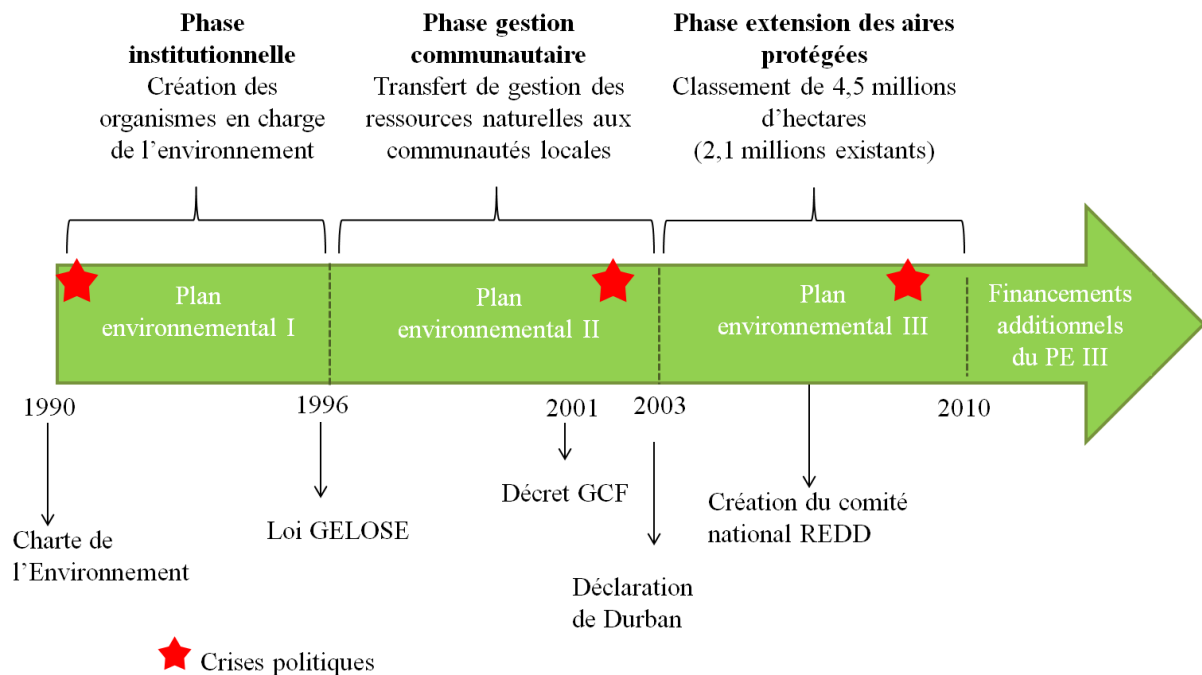 Phase
institutionnelle
Création des
organismes en charge
de l’environnement
Phase gestion
communautaire
Transfert de gestion des
ressources naturelles aux
communautés locales
Phase extension des aires
protégées
Classement de 4,5 millions
d’hectares
(2,1 millions existants)
Plan
environnemental I
Plan
environnemental II
Plan
environnemental III
Financements
additionnels
du PE III
1990
1996
2001
2003
2010
Charte de
l’Environnement
Loi GELOSE
Décret GCF
Déclaration
de Durban
Création du comité
national REDD
Crises politiques